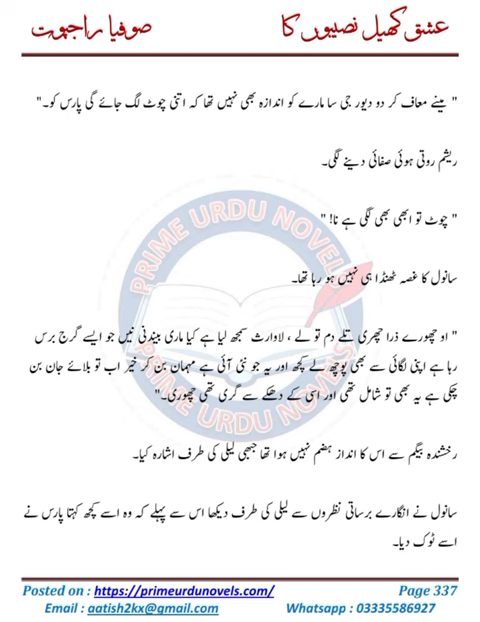 عشق کھیل نصیبوں کا
صوفیا راجپوت
" مینے معاف کر دو دیور جی سا مارے کو اندازہ بھی نہیں تھا کہ اتنی چوٹ لگ جائے گی پارس کو۔"
ریشم روتی ہوئی صفائی دینے لگی۔
" چوٹ تو ابھی بھی لگی ہے نا! "
سانول کا غصہ ٹھنڈا ہی نہیں ہو رہا تھا۔
" او چھورے ذرا چھری تلے دم تو لے ، لاوارث سمجھ لیا ہے کیا ماری بیندنی نیں جو ایسے گرج برس
رہا ہے اپنی لگائی سے بھی پوچھ لے کچھ اور یہ جو نئی آئی ہے مہمان بن کر خیر اب تو بلائے جان بن
چکی ہے یہ بھی تو شامل تھی اور اسی کے دھکے سے گری تھی چھوری۔"
رخشندہ بیگم سے اس کا انداز ہضم نہیں ہوا تھا جبھی لیلی کی طرف اشارہ کیا۔
سانول نے انگارے برساتی نظروں سے لیلی کی طرف دیکھا اس سے پہلے کہ وہ اسے کچھ کہتا پارس نے
اسے ٹوک دیا۔
PRIME URDU NOVELS
PRIME URDU NOVELS
Posted on : https://primeurdunovels.com/ Page 337
Email : aatish2kx@gmail.com Whatsapp : 03335586927